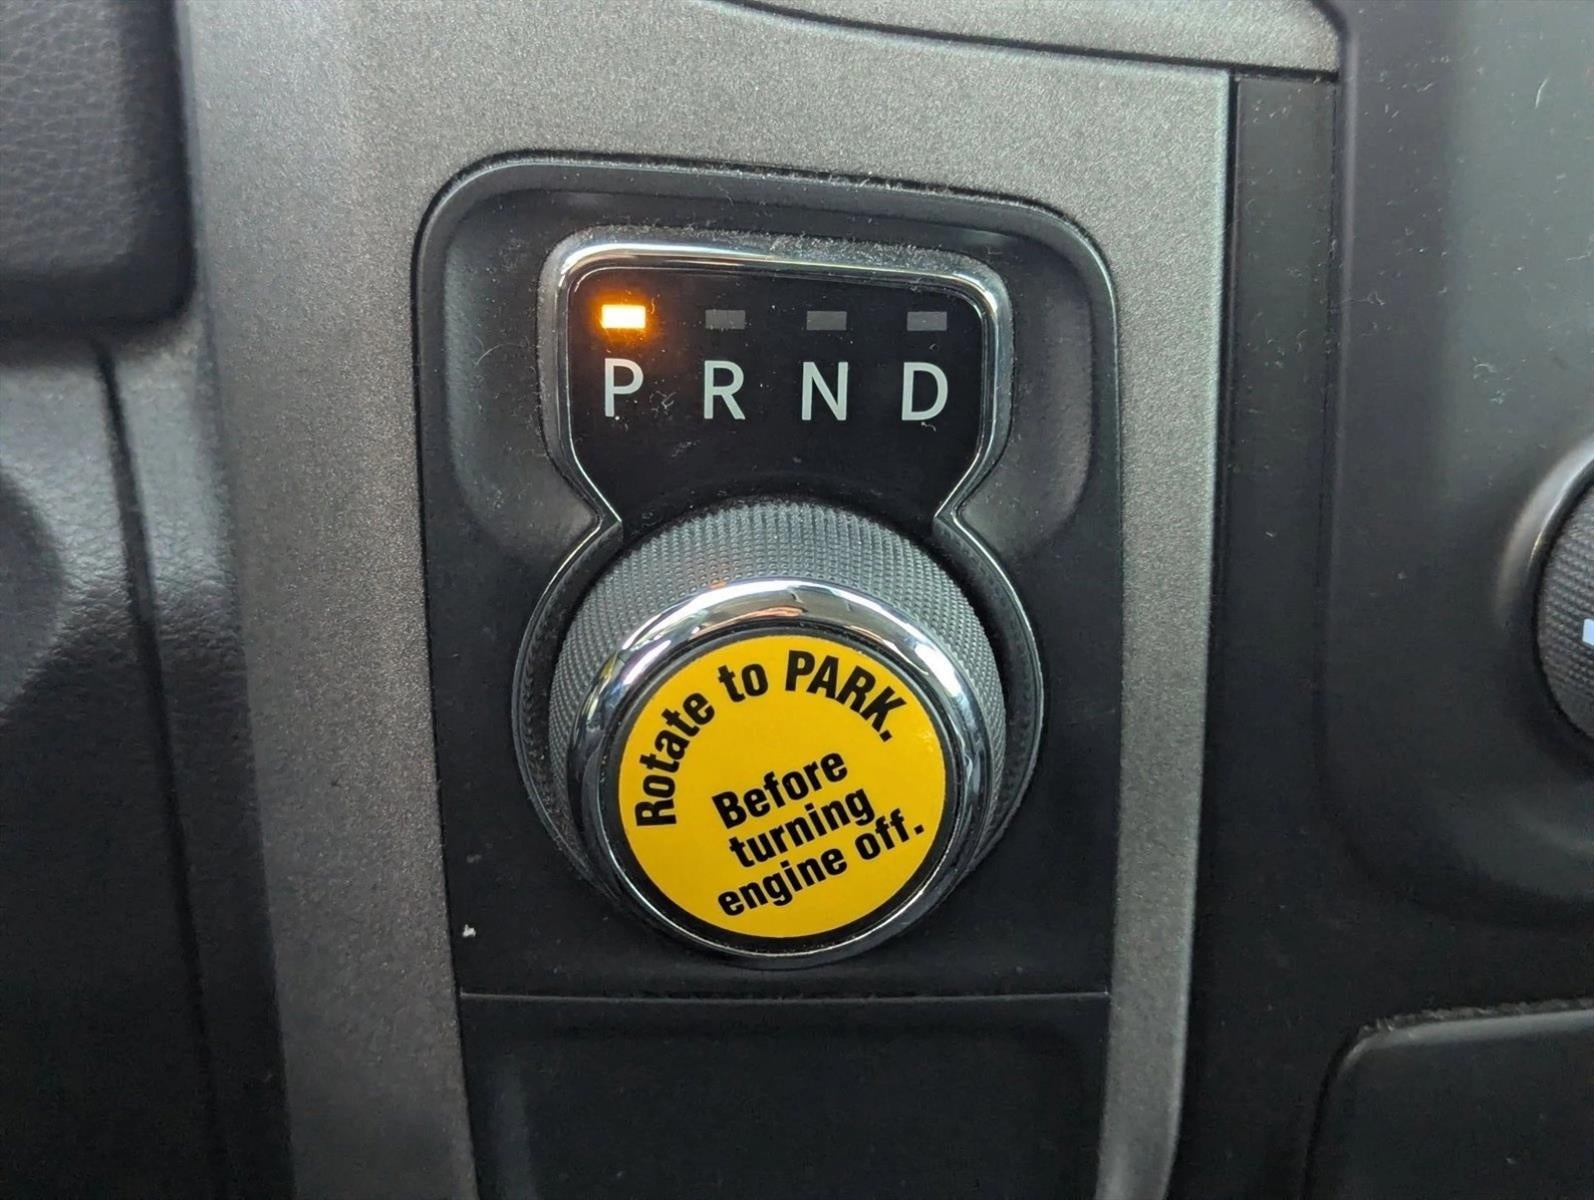 P R N D
Rotate to PARK.
Before
turning
engine off.